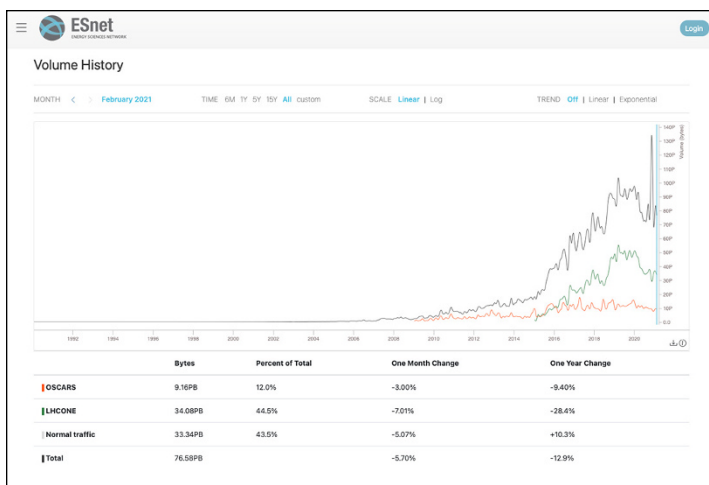 ESnet
ENERGY SCIENCES NETWORK
Login
Volume History
MONTH < > February 2021 TIME 6M 1Y 5Y 15Y All custom SCALE Linear | Log TREND Off | Linear | Exponential
140P
130P
120P
110P
100P
90P
80P
70P
60P
50P
40P
30P
20P
10P
0.0
Volume (bytes)
1992 1994 1996 1998 2000 2002 2004 2006 2008 2010 2012 2014 2016 2018 2020
Bytes Percent of Total One Month Change One Year Change
OSCARS 9.16PB 12.0% -3.00% -9.40%
LHCONE 34.08PB 44.5% -7.01% -28.4%
Normal traffic 33.34PB 43.5% -5.07% +10.3%
Total 76.58PB -5.70% -12.9%